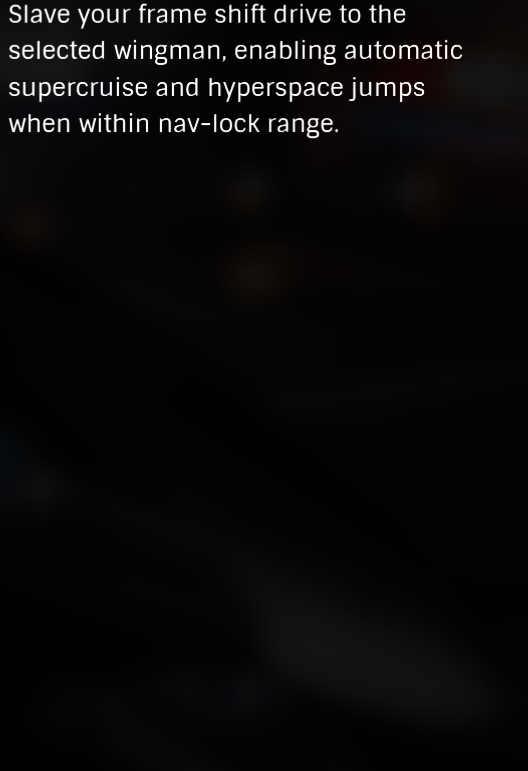 Slave your frame shift drive to the
selected wingman, enabling automatic
supercruise and hyperspace jumps
when within nav-lock range.